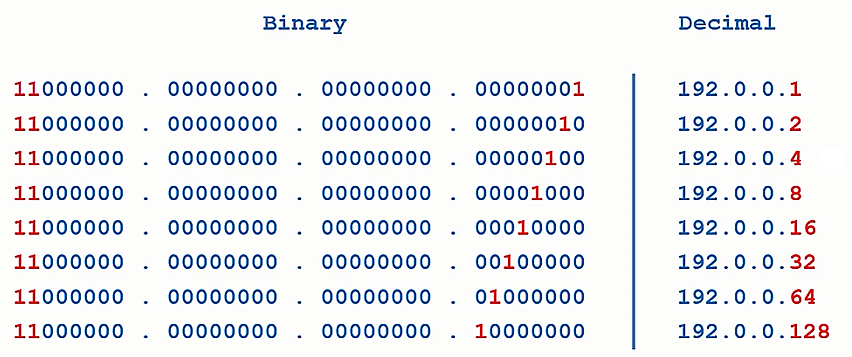 Binary Decimal
11000000 . 00000000 . 00000000 . 00000001 192.0.0.1
11000000 . 00000000 . 00000000 . 00000010 192.0.0.2
11000000 . 00000000 . 00000000 . 00000100 192.0.0.4
11000000 . 00000000 . 00000000 . 00001000 192.0.0.8
11000000 . 00000000 . 00000000 . 00010000 192.0.0.16
11000000 . 00000000 . 00000000 . 00100000 192.0.0.32
11000000 . 00000000 . 00000000 . 01000000 192.0.0.64
11000000 . 00000000 . 00000000 . 10000000 192.0.0.128